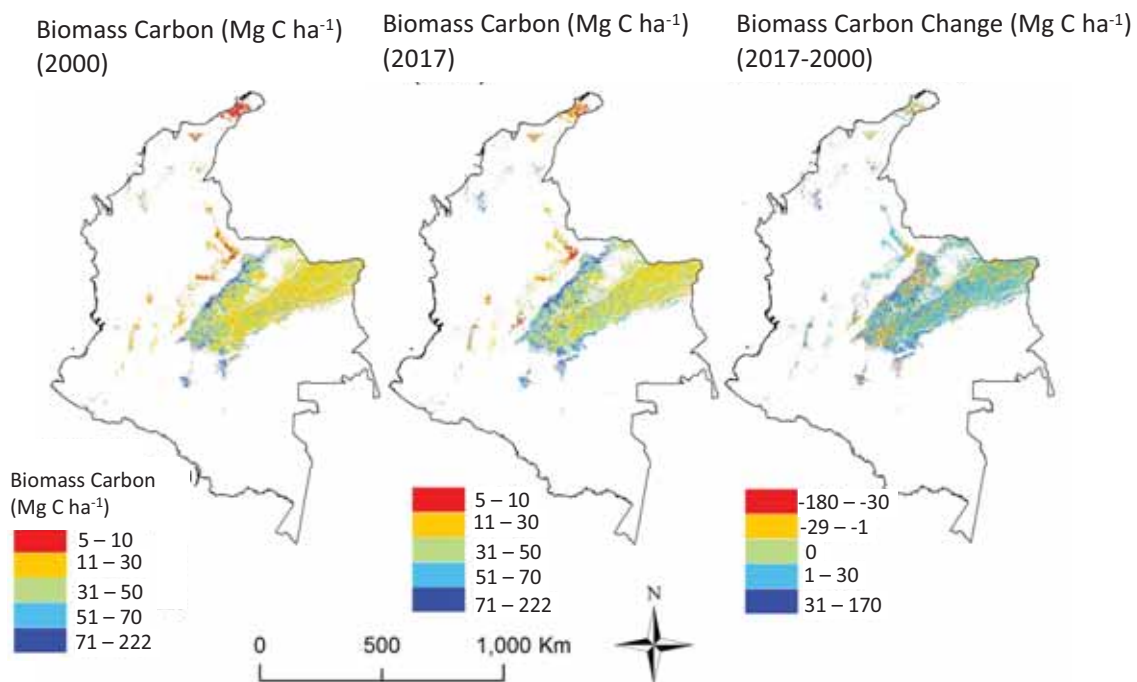 Biomass Carbon (Mg C ha⁻¹)
(2000)
Biomass Carbon (Mg C ha⁻¹)
(2017)
Biomass Carbon Change (Mg C ha⁻¹)
(2017-2000)
Biomass Carbon
(Mg C ha⁻¹)
5 – 10
11 – 30
31 – 50
51 – 70
71 – 222
5 – 10
11 – 30
31 – 50
51 – 70
71 – 222
-180 – -30
-29 – -1
0
1 – 30
31 – 170
0 500 1,000 Km
N